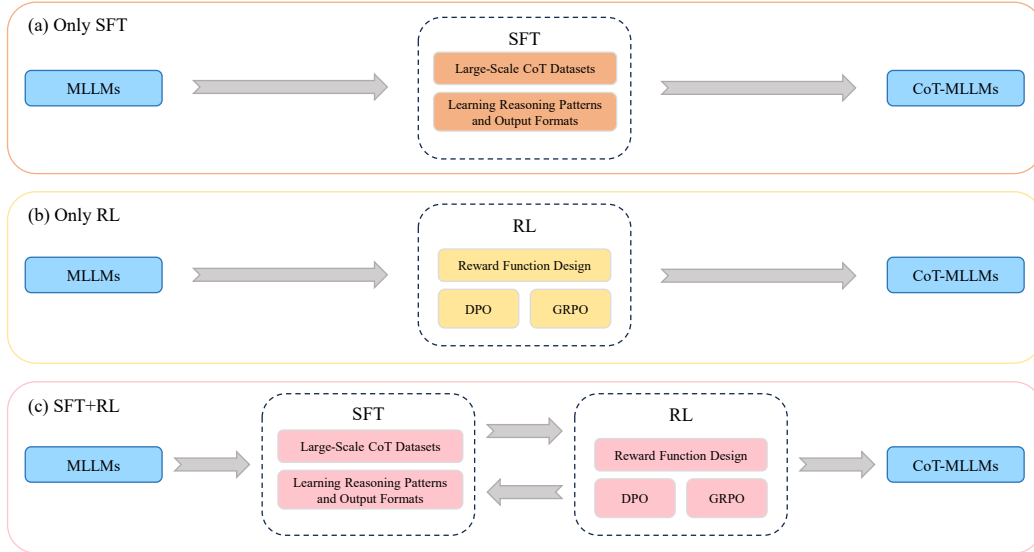 (a) Only SFT
MLLMs
SFT
Large-Scale CoT Datasets
Learning Reasoning Patterns
and Output Formats
CoT-MLLMs
(b) Only RL
MLLMs
RL
Reward Function Design
DPO
GRPO
CoT-MLLMs
(c) SFT+RL
MLLMs
SFT
Large-Scale CoT Datasets
Learning Reasoning Patterns
and Output Formats
RL
Reward Function Design
DPO
GRPO
CoT-MLLMs